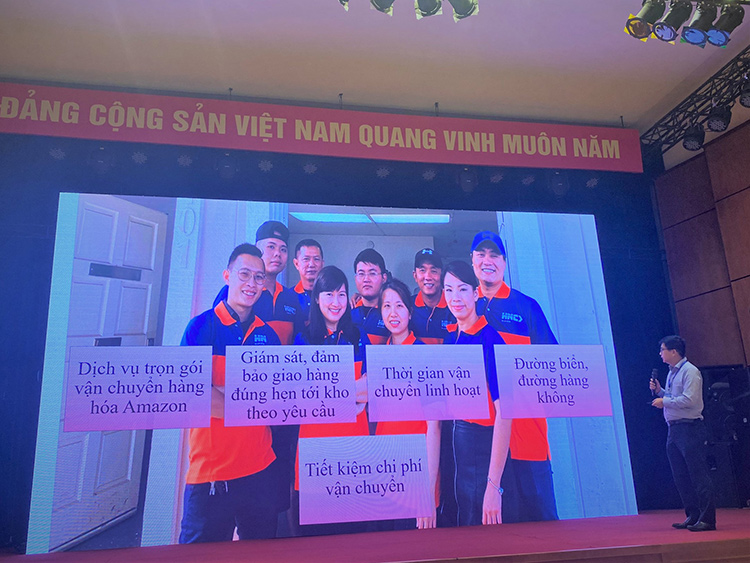 ĐẢNG CỘNG SẢN VIỆT NAM QUANG VINH MUÔN NĂM
Dịch vụ trọn gói
vận chuyển hàng
hóa Amazon
Giám sát, đảm
bảo giao hàng
đúng hẹn tới kho
theo yêu cầu
Thời gian vận
chuyển linh hoạt
Đường biển,
đường hàng
không
Tiết kiệm chi phí
vận chuyển